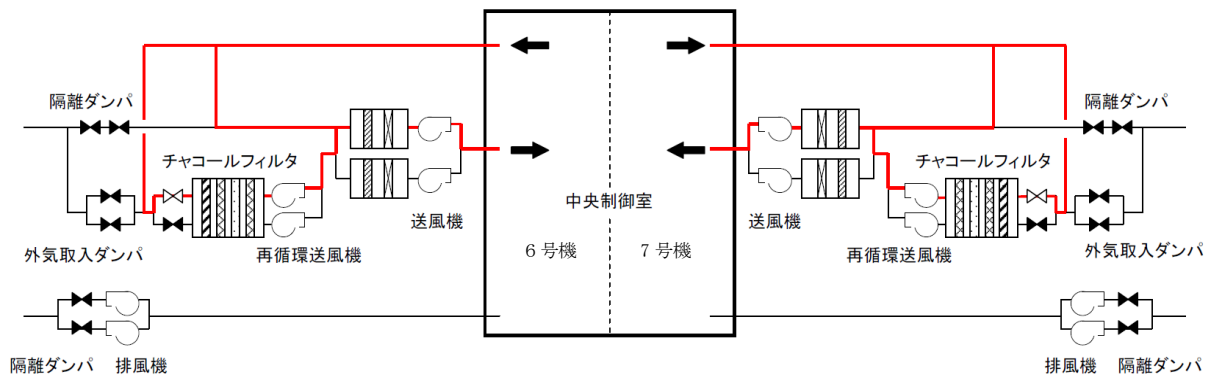 隔離ダンパ
隔離ダンパ
チャコールフィルタ
チャコールフィルタ
中央制御室
送風機
送風機
外気取入ダンパ
再循環送風機
6号機
7号機
再循環送風機
外気取入ダンパ
隔離ダンパ
排風機
排風機
隔離ダンパ